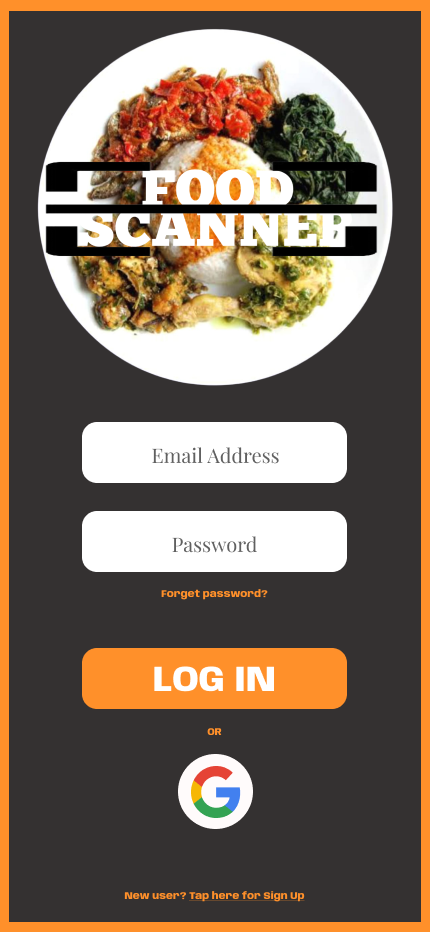 FOOD
SCANNER
Email Address
Password
Forget password?
LOG IN
OR
New user? Tap here for Sign Up